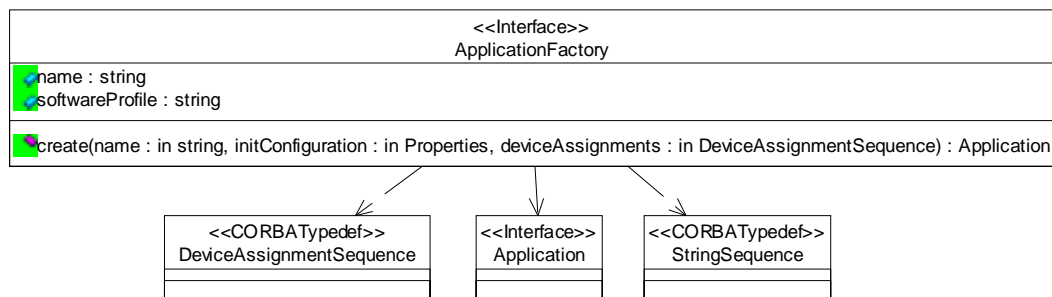 <<Interface>>
ApplicationFactory
name : string
softwareProfile : string
create(name : in string, initConfiguration : in Properties, deviceAssignments : in DeviceAssignmentSequence) : Application
<<CORBATypedef>>
DeviceAssignmentSequence
<<Interface>>
Application
<<CORBATypedef>>
StringSequence